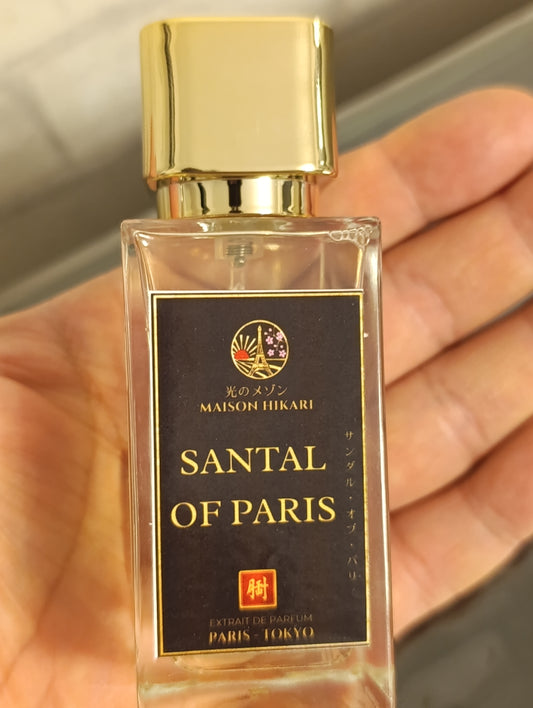 光のメゾン
MAISON HIKARI
SANTAL
OF PARIS
サンダル・オブ・パリ
EXTRAIT DE PARFUM
PARIS - TOKYO